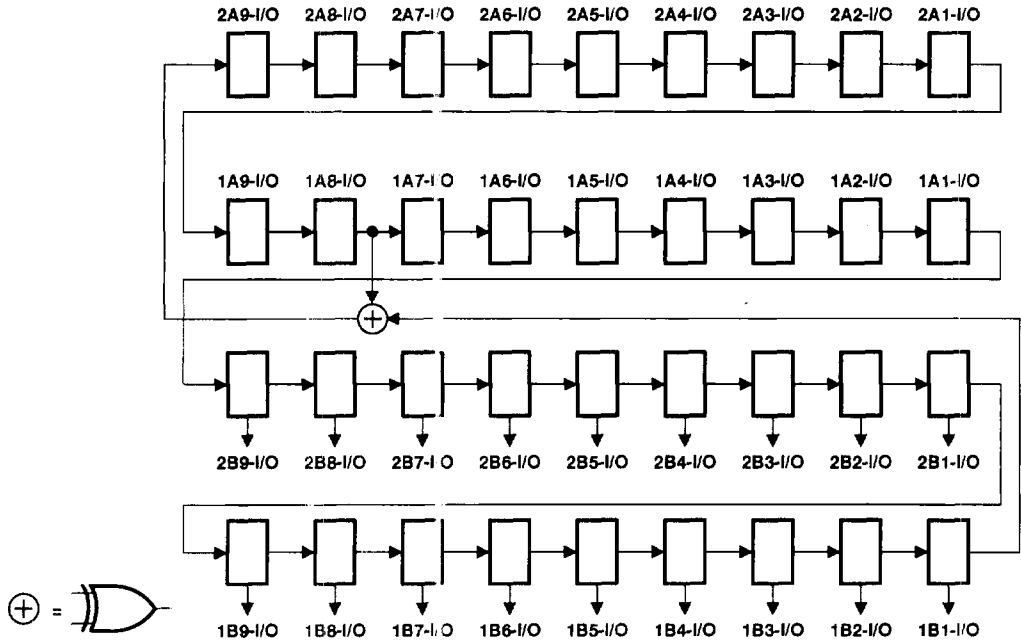 2A9-I/O 2A8-I/O 2A7-I/O 2A6-I/O 2A5-I/O 2A4-I/O 2A3-I/O 2A2-I/O 2A1-I/O
1A9-I/O 1A8-I/O 1A7-I/O 1A6-I/O 1A5-I/O 1A4-I/O 1A3-I/O 1A2-I/O 1A1-I/O
2B9-I/O 2B8-I/O 2B7-I/O 2B6-I/O 2B5-I/O 2B4-I/O 2B3-I/O 2B2-I/O 2B1-I/O
=
1B9-I/O 1B8-I/O 1B7-I/O 1B6-I/O 1B5-I/O 1B4-I/O 1B3-I/O 1B2-I/O 1B1-I/O